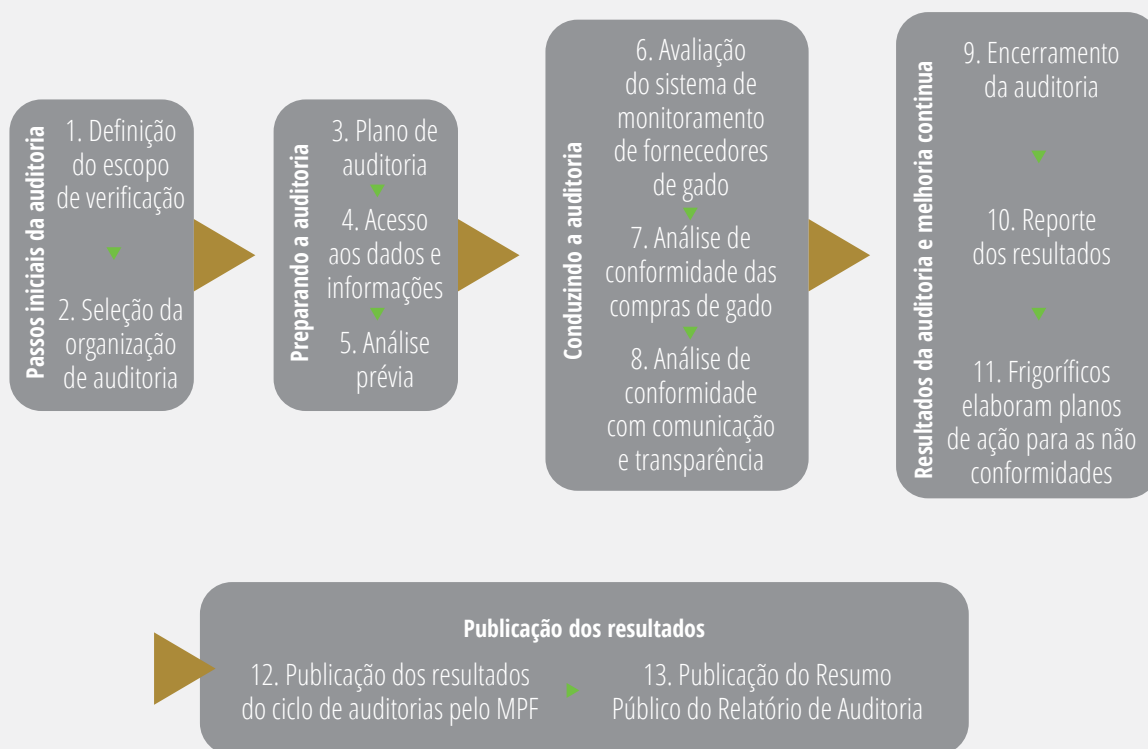 Passos iniciais da auditoria
1. Definição
do escopo
de verificação
2. Seleção da
organização
de auditoria
Preparando a auditoria
3. Plano de
auditoria
4. Acesso
aos dados e
informações
5. Análise
prévia
Conduzindo a auditoria
6. Avaliação
do sistema de
monitoramento
de fornecedores
de gado
7. Análise de
conformidade das
compras de gado
8. Análise de
conformidade
com comunicação
e transparência
Resultados da auditoria e melhoria continua
9. Encerramento
da auditoria
10. Reporte
dos resultados
11. Frigoríficos
elaboram planos
de ação para as não
conformidades
Publicação dos resultados
12. Publicação dos resultados
do ciclo de auditorias pelo MPF
13. Publicação do Resumo
Público do Relatório de Auditoria